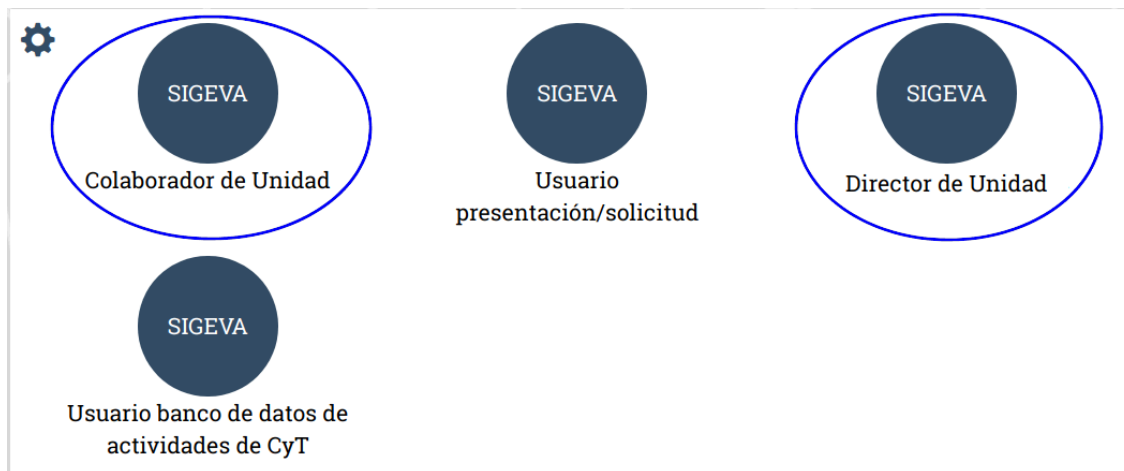 SIGEVA
Colaborador de Unidad
SIGEVA
Usuario
presentación/solicitud
SIGEVA
Director de Unidad
SIGEVA
Usuario banco de datos de
actividades de CyT